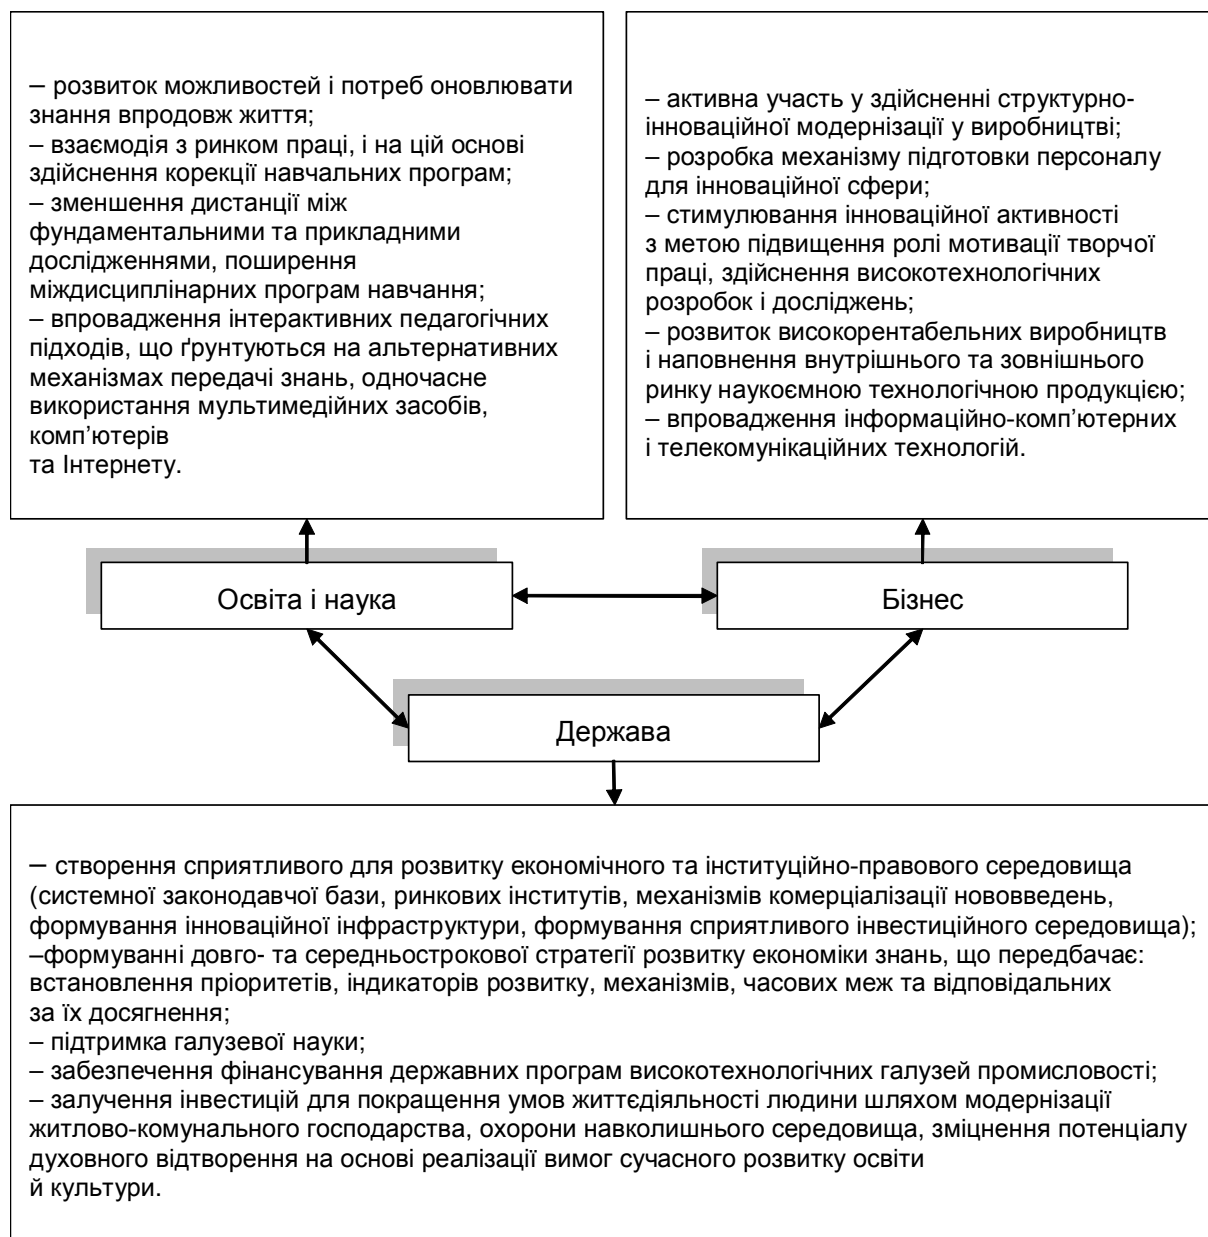 – розвиток можливостей і потреб оновлювати
знання впродовж життя;
– взаємодія з ринком праці, і на цій основі
здійснення корекції навчальних програм;
– зменшення дистанції між
фундаментальними та прикладними
дослідженнями, поширення
міждисциплінарних програм навчання;
– впровадження інтерактивних педагогічних
підходів, що ґрунтуються на альтернативних
механізмах передачі знань, одночасне
використання мультимедійних засобів,
комп’ютерів
та Інтернету.
– активна участь у здійсненні структурно-
інноваційної модернізації у виробництві;
– розробка механізму підготовки персоналу
для інноваційної сфери;
– стимулювання інноваційної активності
з метою підвищення ролі мотивації творчої
праці, здійснення високотехнологічних
розробок і досліджень;
– розвиток високорентабельних виробництв
і наповнення внутрішнього та зовнішнього
ринку наукоємною технологічною продукцією;
– впровадження інформаційно-комп’ютерних
і телекомунікаційних технологій.
Освіта і наука
Бізнес
Держава
– створення сприятливого для розвитку економічного та інституційно-правового середовища
(системної законодавчої бази, ринкових інститутів, механізмів комерціалізації нововведень,
формування інноваційної інфраструктури, формування сприятливого інвестиційного середовища);
–формуванні довго- та середньострокової стратегії розвитку економіки знань, що передбачає:
встановлення пріоритетів, індикаторів розвитку, механізмів, часових меж та відповідальних
за їх досягнення;
– підтримка галузевої науки;
– забезпечення фінансування державних програм високотехнологічних галузей промисловості;
– залучення інвестицій для покращення умов життєдіяльності людини шляхом модернізації
житлово-комунального господарства, охорони навколишнього середовища, зміцнення потенціалу
духовного відтворення на основі реалізації вимог сучасного розвитку освіти
й культури.